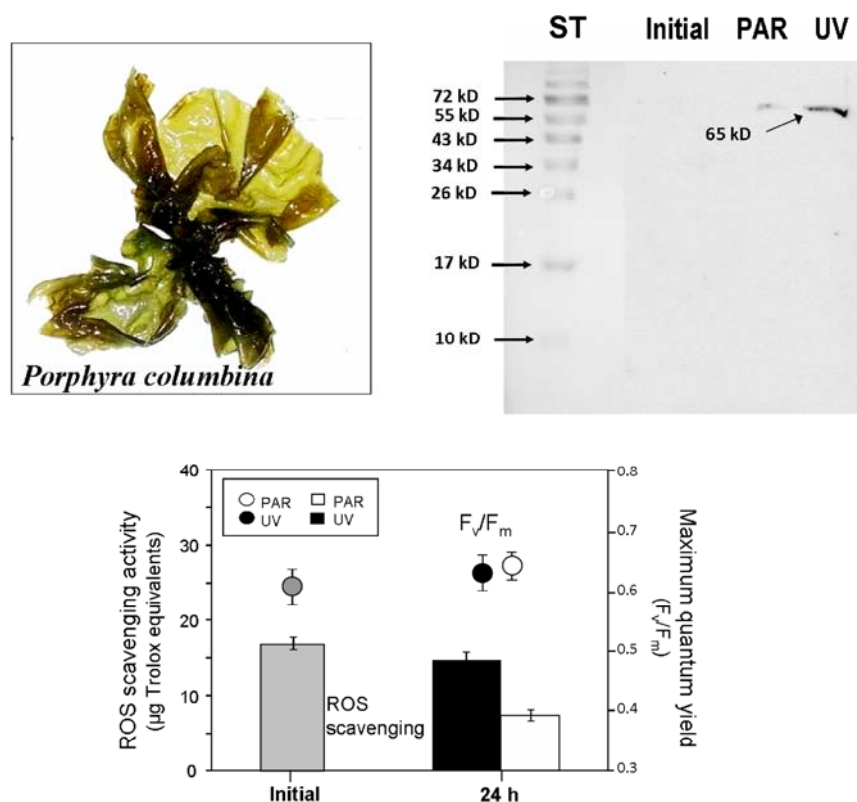 Porphyra columbina
ST Initial PAR UV
72 kD
55 kD
65 kD
43 kD
34 kD
26 kD
17 kD
10 kD
ROS scavenging activity
(µg Trolox equivalents)
50
40
30
20
10
0
PAR PAR
UV UV
Fv/Fm
ROS
scavenging
Initial
24 h
0.8
0.7
0.6
0.5
0.4
0.3
Maximum quantum yield
(Fv/Fm)